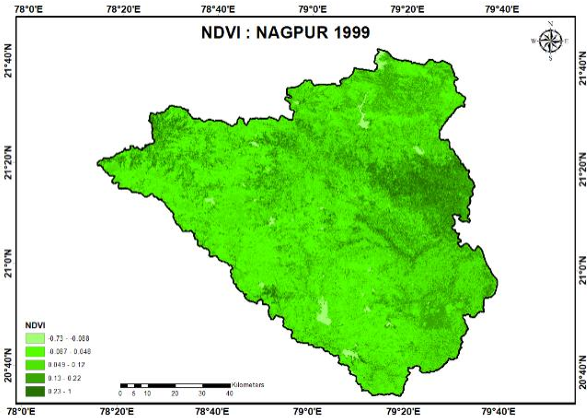 78°0'E 78°20'E 78°40'E 79°0'E 79°20'E 79°40'E
NDVI : NAGPUR 1999
N
W E
S
21°40'N 21°40'N
21°20'N 21°20'N
21°0'N 21°0'N
20°40'N 20°40'N
NDVI
-0.73 - -0.088
-0.087 - 0.048
0.049 - 0.12
0.13 - 0.22
0.23 - 1
0 5 10 20 30 40 Kilometers
78°0'E 78°20'E 78°40'E 79°0'E 79°20'E 79°40'E